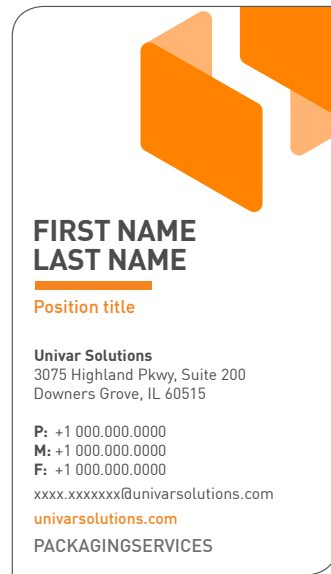 FIRST NAME
LAST NAME
Position title
Univar Solutions
3075 Highland Pkwy, Suite 200
Downers Grove, IL 60515
P: +1 000.000.0000
M: +1 000.000.0000
F: +1 000.000.0000
xxxx.xxxxxxx@univarsolutions.com
univarsolutions.com
PACKAGINGSERVICES